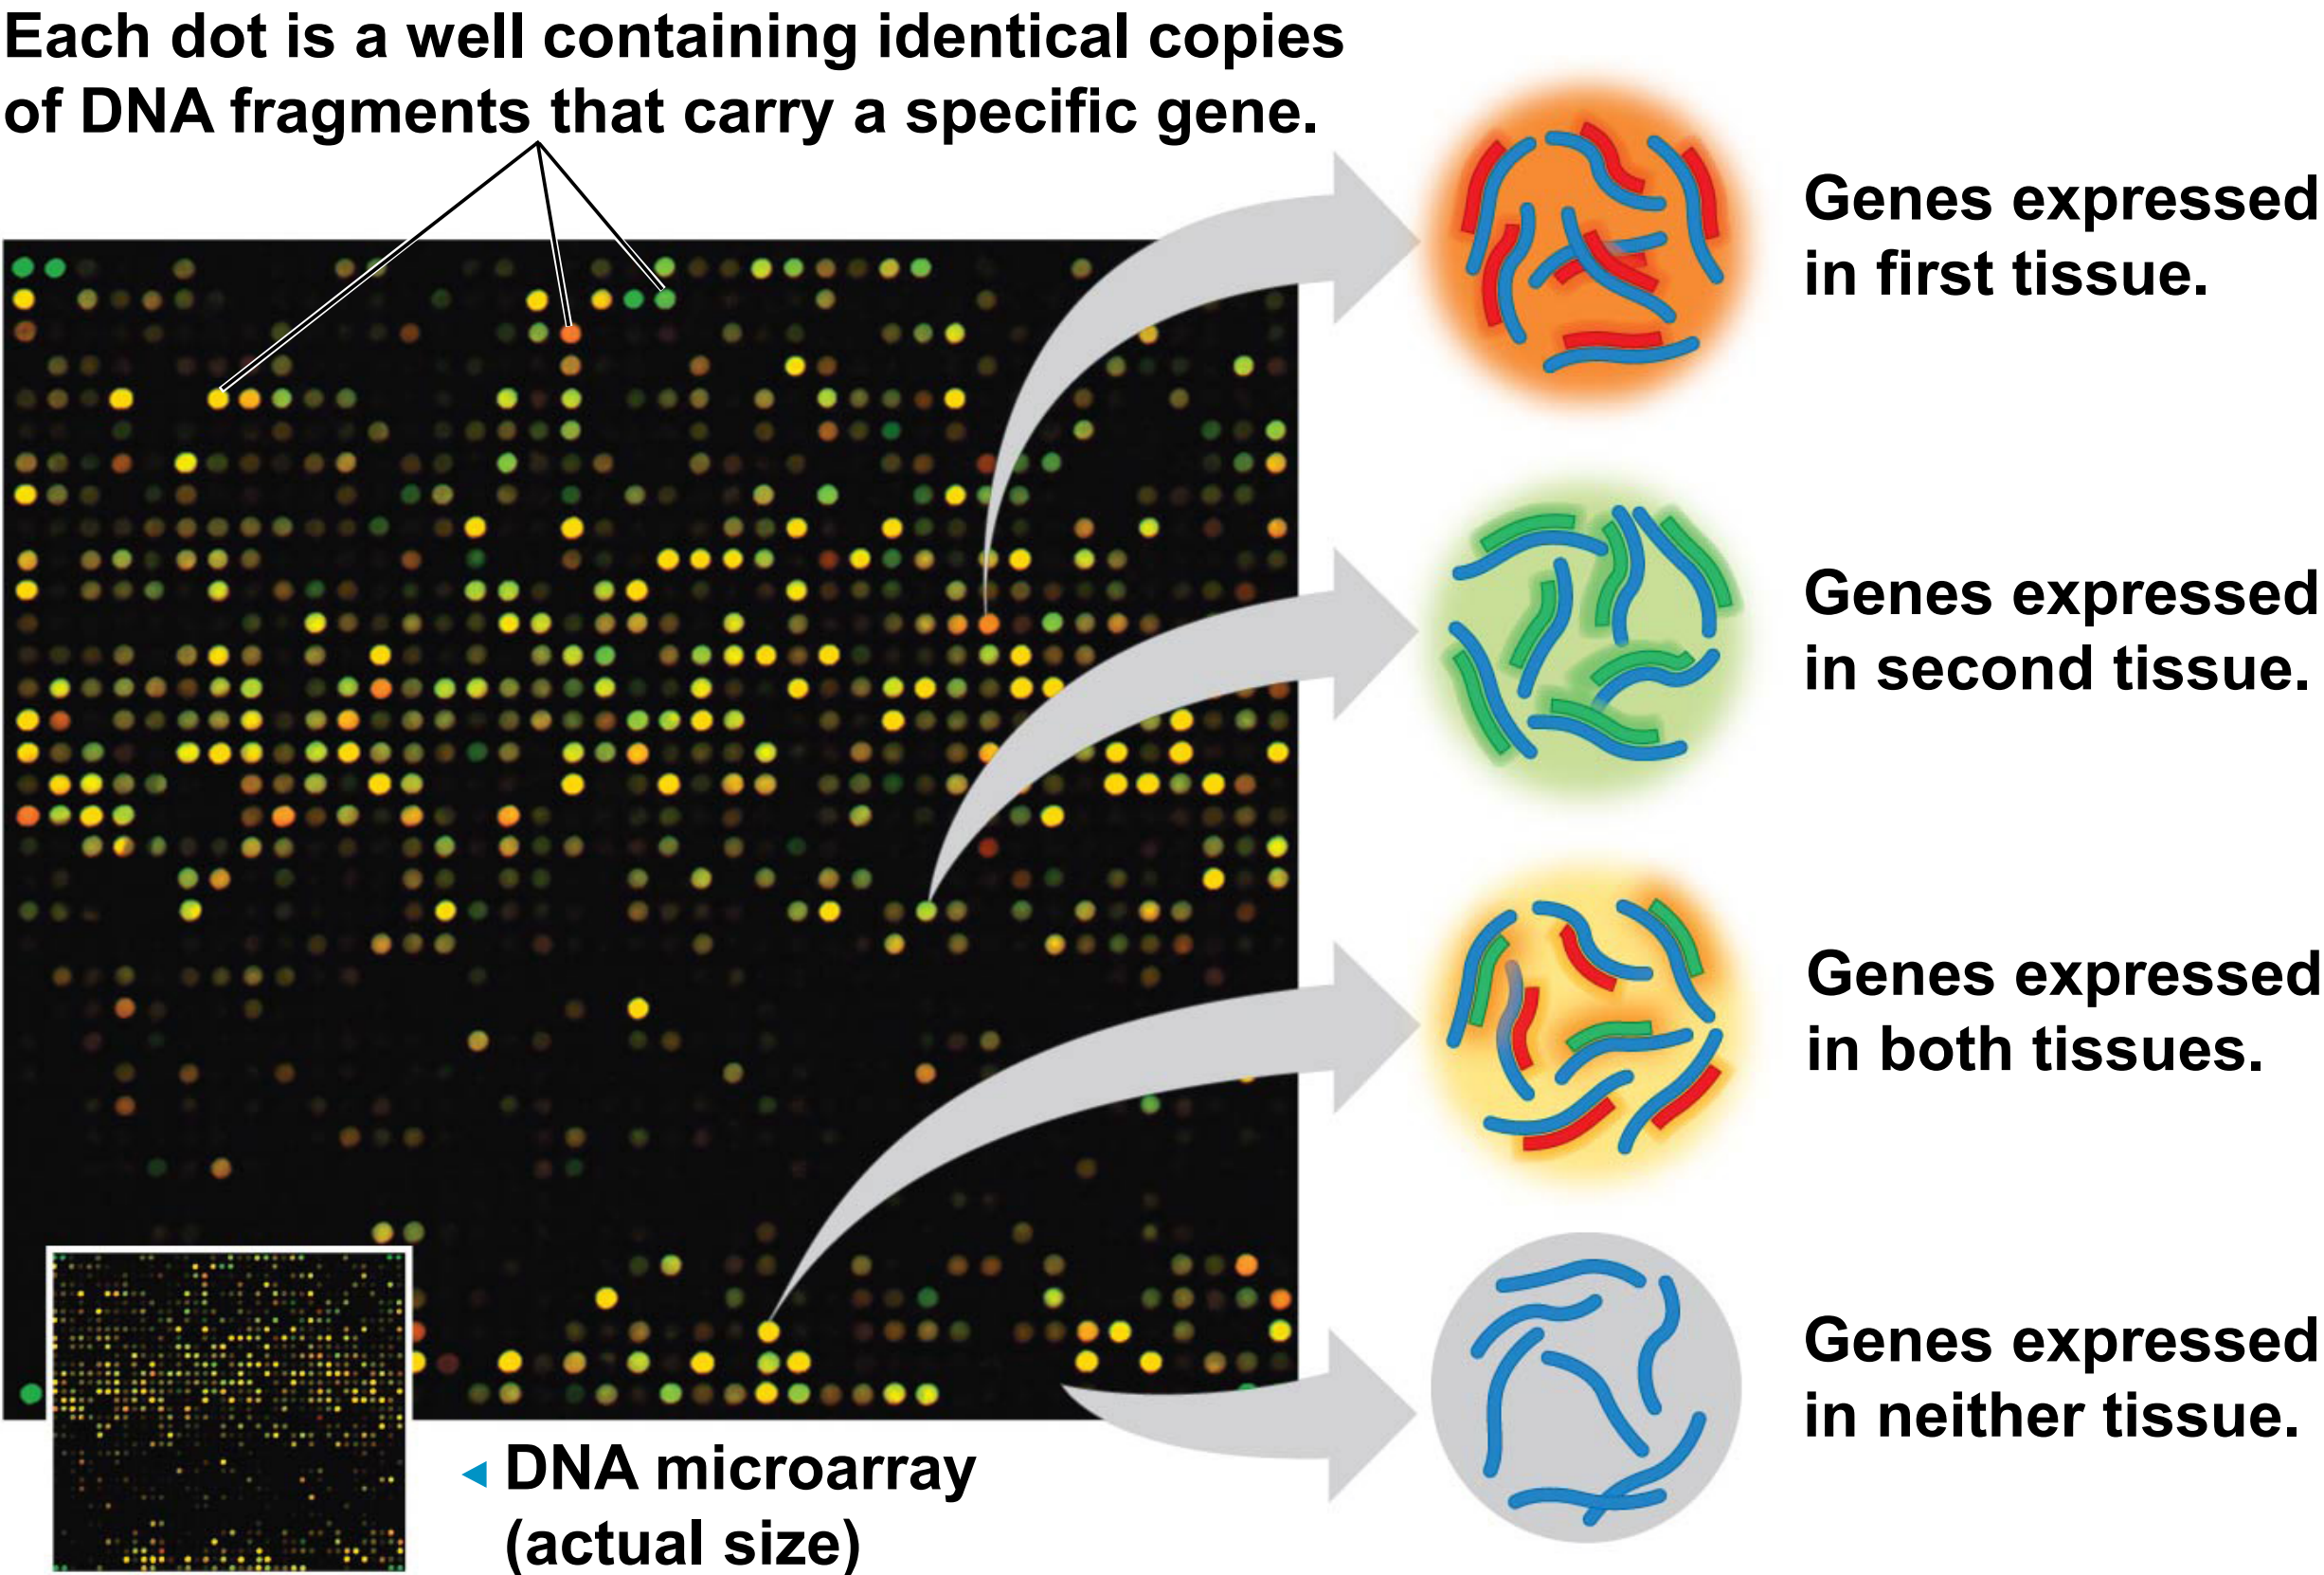 Each dot is a well containing identical copies
of DNA fragments that carry a specific gene.
Genes expressed
in first tissue.
Genes expressed
in second tissue.
Genes expressed
in both tissues.
Genes expressed
in neither tissue.
DNA microarray
(actual size)